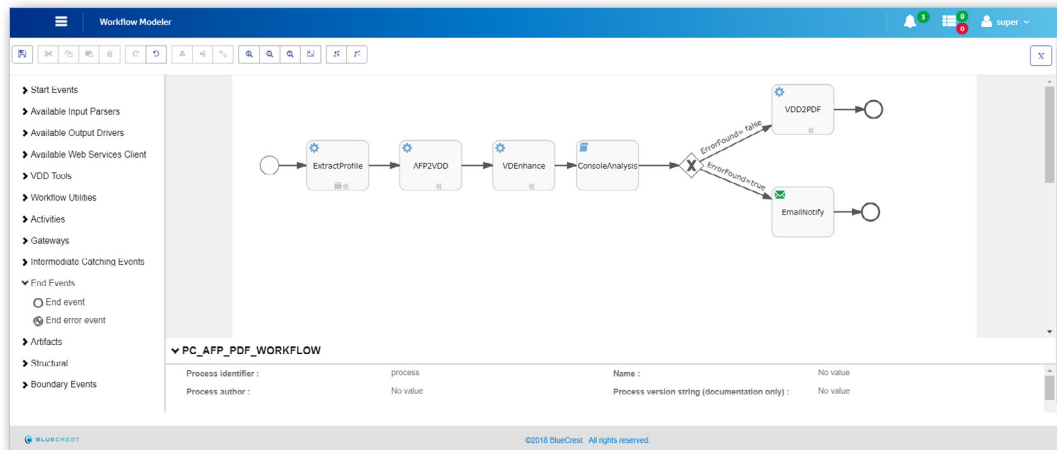 Workflow Modeler
3
0
0
super
X
Start Events
Available Input Parsers
Available Output Drivers
Available Web Services Client
VDD Tools
Workflow Utilities
Activities
Gateways
Intermediate Catching Events
End Events
End event
End error event
Artifacts
Structural
Boundary Events
ExtractProfile
AFP2VDD
VDEnhance
ConsoleAnalysis
X
ErrorFound= false
VDD2PDF
ErrorFound=true
EmailNotify
PC_AFP_PDF_WORKFLOW
Process identifier : process Name : No value
Process author : No value Process version string (documentation only) : No value
BLUECREST ©2018 BlueCrest. All rights reserved.